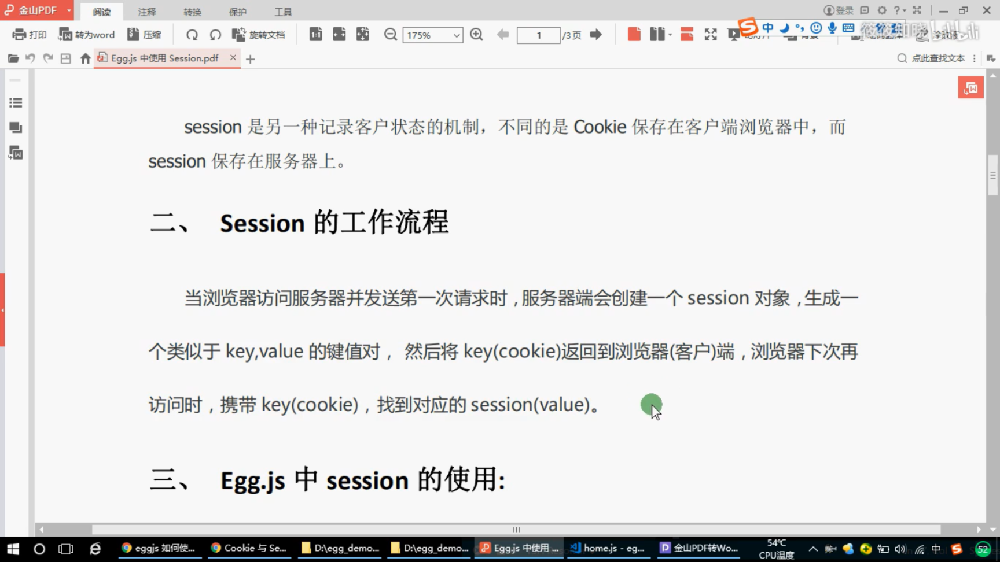 金山PDF
阅读 注释 转换 保护 工具
登录
打印 转为word 压缩 旋转文档 175% 1 /3页
中
Egg.js 中使用 Session.pdf
点此查找文本
session 是另一种记录客户状态的机制，不同的是 Cookie 保存在客户端浏览器中，而
session 保存在服务器上。
二、 Session 的工作流程
当浏览器访问服务器并发送第一次请求时，服务器端会创建一个 session 对象，生成一
个类似于 key,value 的键值对， 然后将 key(cookie)返回到浏览器(客户)端，浏览器下次再
访问时，携带 key(cookie)，找到对应的 session(value)。
三、 Egg.js 中 session 的使用:
eggjs 如何使... Cookie 与 Se... D:\egg_demo... D:\egg_demo... Egg.js 中使用 ... home.js - eg... 金山PDF转Wo...
54℃
CPU温度
中
52